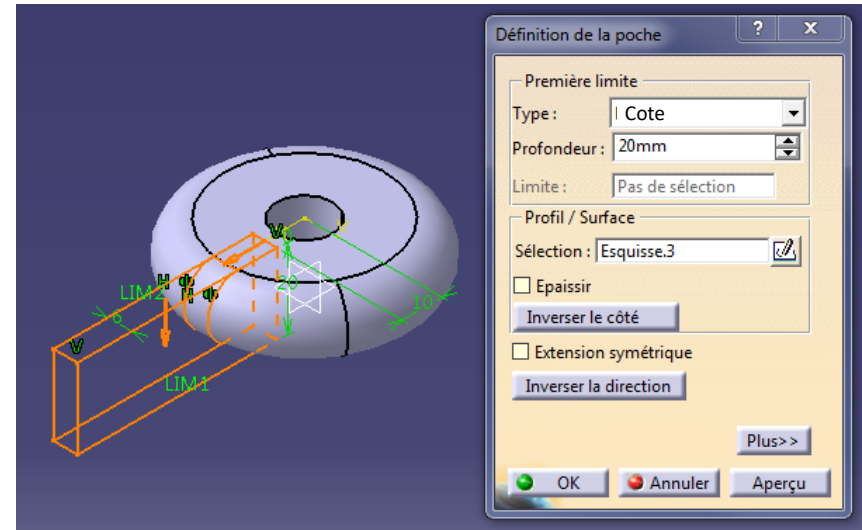 Définition de la poche
? X
Première limite
Type : Cote
Profondeur : 20mm
Limite : Pas de sélection
Profil / Surface
Sélection : Esquisse.3
Epaissir
Inverser le côté
Extension symétrique
Inverser la direction
Plus>>
OK Annuler Aperçu
V
V
20
10
H
LIM2
6
V
LIM1